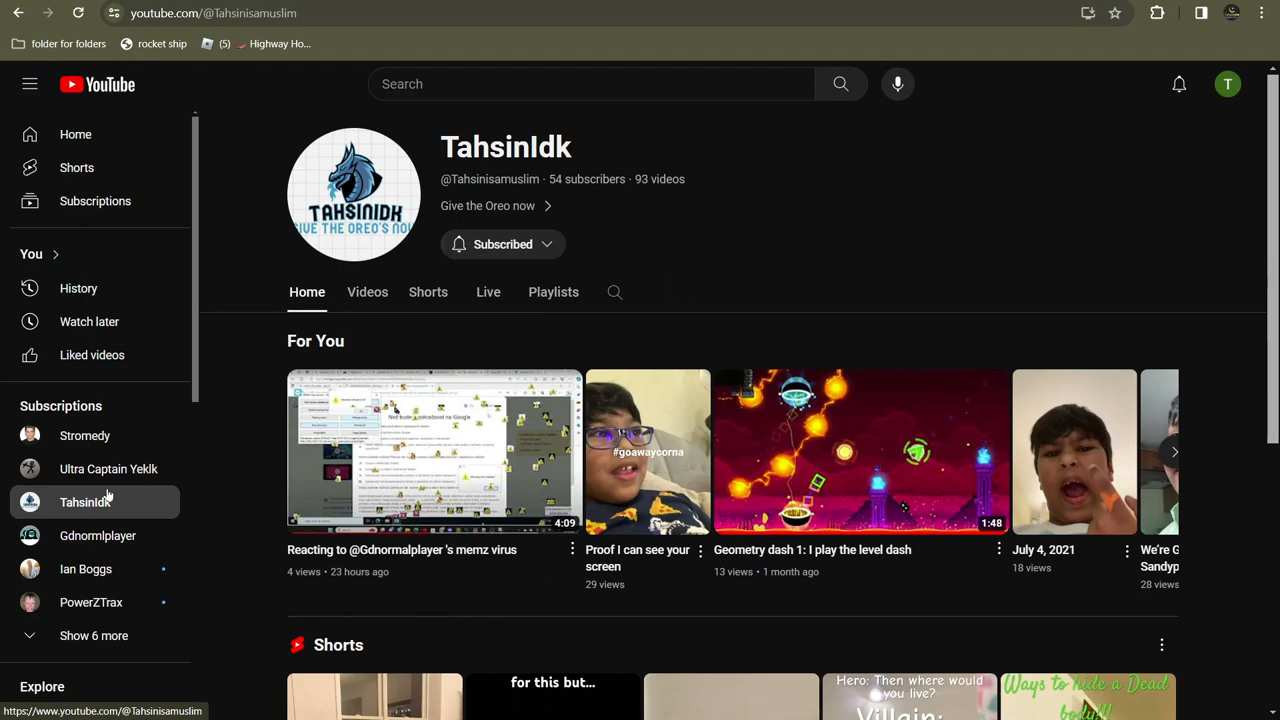 youtube.com/@Tahsinisamuslim
folder for folders
rocket ship
(5)
Highway Ho...
YouTube
Search
T
Home
Shorts
Subscriptions
You
History
Watch later
Liked videos
Subscriptions
Ultra Captain Yeklk
TahsinIdk
Gdnormlplayer
Ian Boggs
PowerZTrax
Show 6 more
Explore
https://www.youtube.com/@Tahsinisamuslim
TAHSINIDK
GIVE THE OREO'S NOW
TahsinIdk
@Tahsinisamuslim · 54 subscribers · 93 videos
Give the Oreo now
Subscribed
Home
Videos
Shorts
Live
Playlists
For You
4:09
#goawaycorna
1:48
Reacting to @Gdnormalplayer 's memz virus
4 views · 23 hours ago
Proof I can see your
screen
29 views
Geometry dash 1: I play the level dash
13 views · 1 month ago
July 4, 2021
18 views
We're G
Sandyp
28 views
Shorts
for this but...
Hero: Then where would
you live?
Villain:
Ways to hide a Dead
body!!!